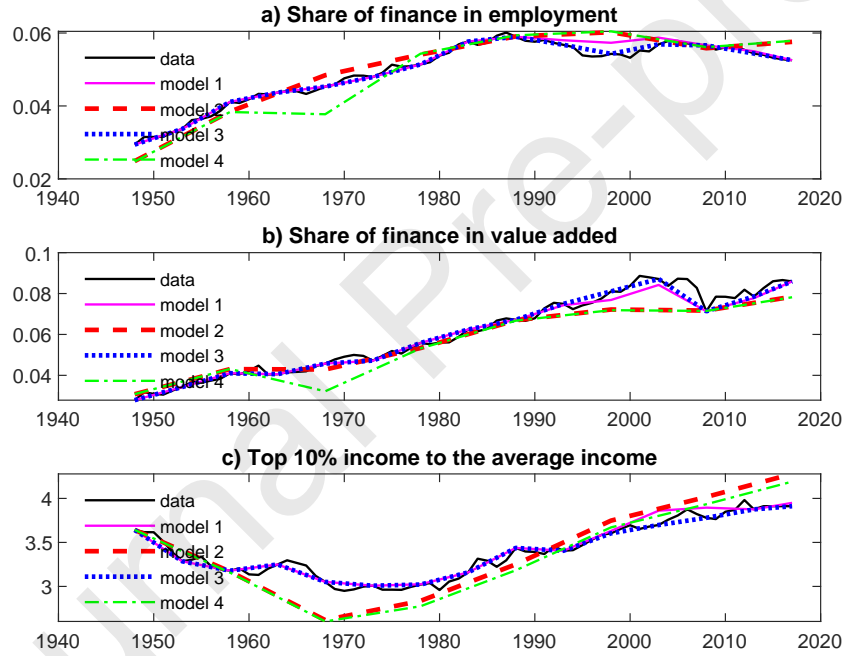 a) Share of finance in employment
0.06
0.04
0.02
data
model 1
model 2
model 3
model 4
1940 1950 1960 1970 1980 1990 2000 2010 2020
b) Share of finance in value added
0.1
0.08
0.06
0.04
data
model 1
model 2
model 3
model 4
1940 1950 1960 1970 1980 1990 2000 2010 2020
c) Top 10% income to the average income
4
3.5
3
data
model 1
model 2
model 3
model 4
1940 1950 1960 1970 1980 1990 2000 2010 2020
urnal Pre-pr